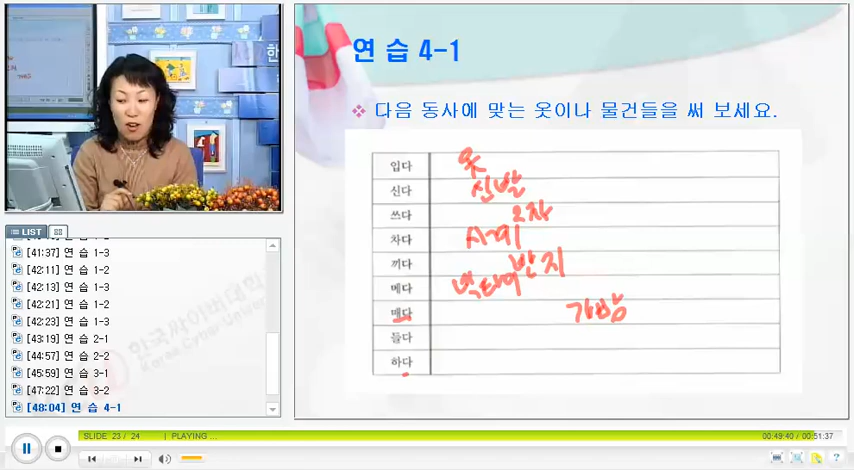 연 습 4-1
❖ 다음 동사에 맞는 옷이나 물건들을 써 보세요.
입다 옷
신다 신발
쓰다 모자
차다 시계
끼다 반지
메다 넥타이
매다 가방
들다
하다
LIST
[41:37] 연 습 1-3
[42:11] 연 습 1-2
[42:13] 연 습 1-3
[42:21] 연 습 1-2
[42:23] 연 습 1-3
[43:19] 연 습 2-1
[44:57] 연 습 2-2
[45:59] 연 습 3-1
[47:22] 연 습 3-2
[48:04] 연 습 4-1
한국싸이버대학
Korea Cyber University
SLIDE 23 / 24 | PLAYING ...
00:49:40 / 00:51:37